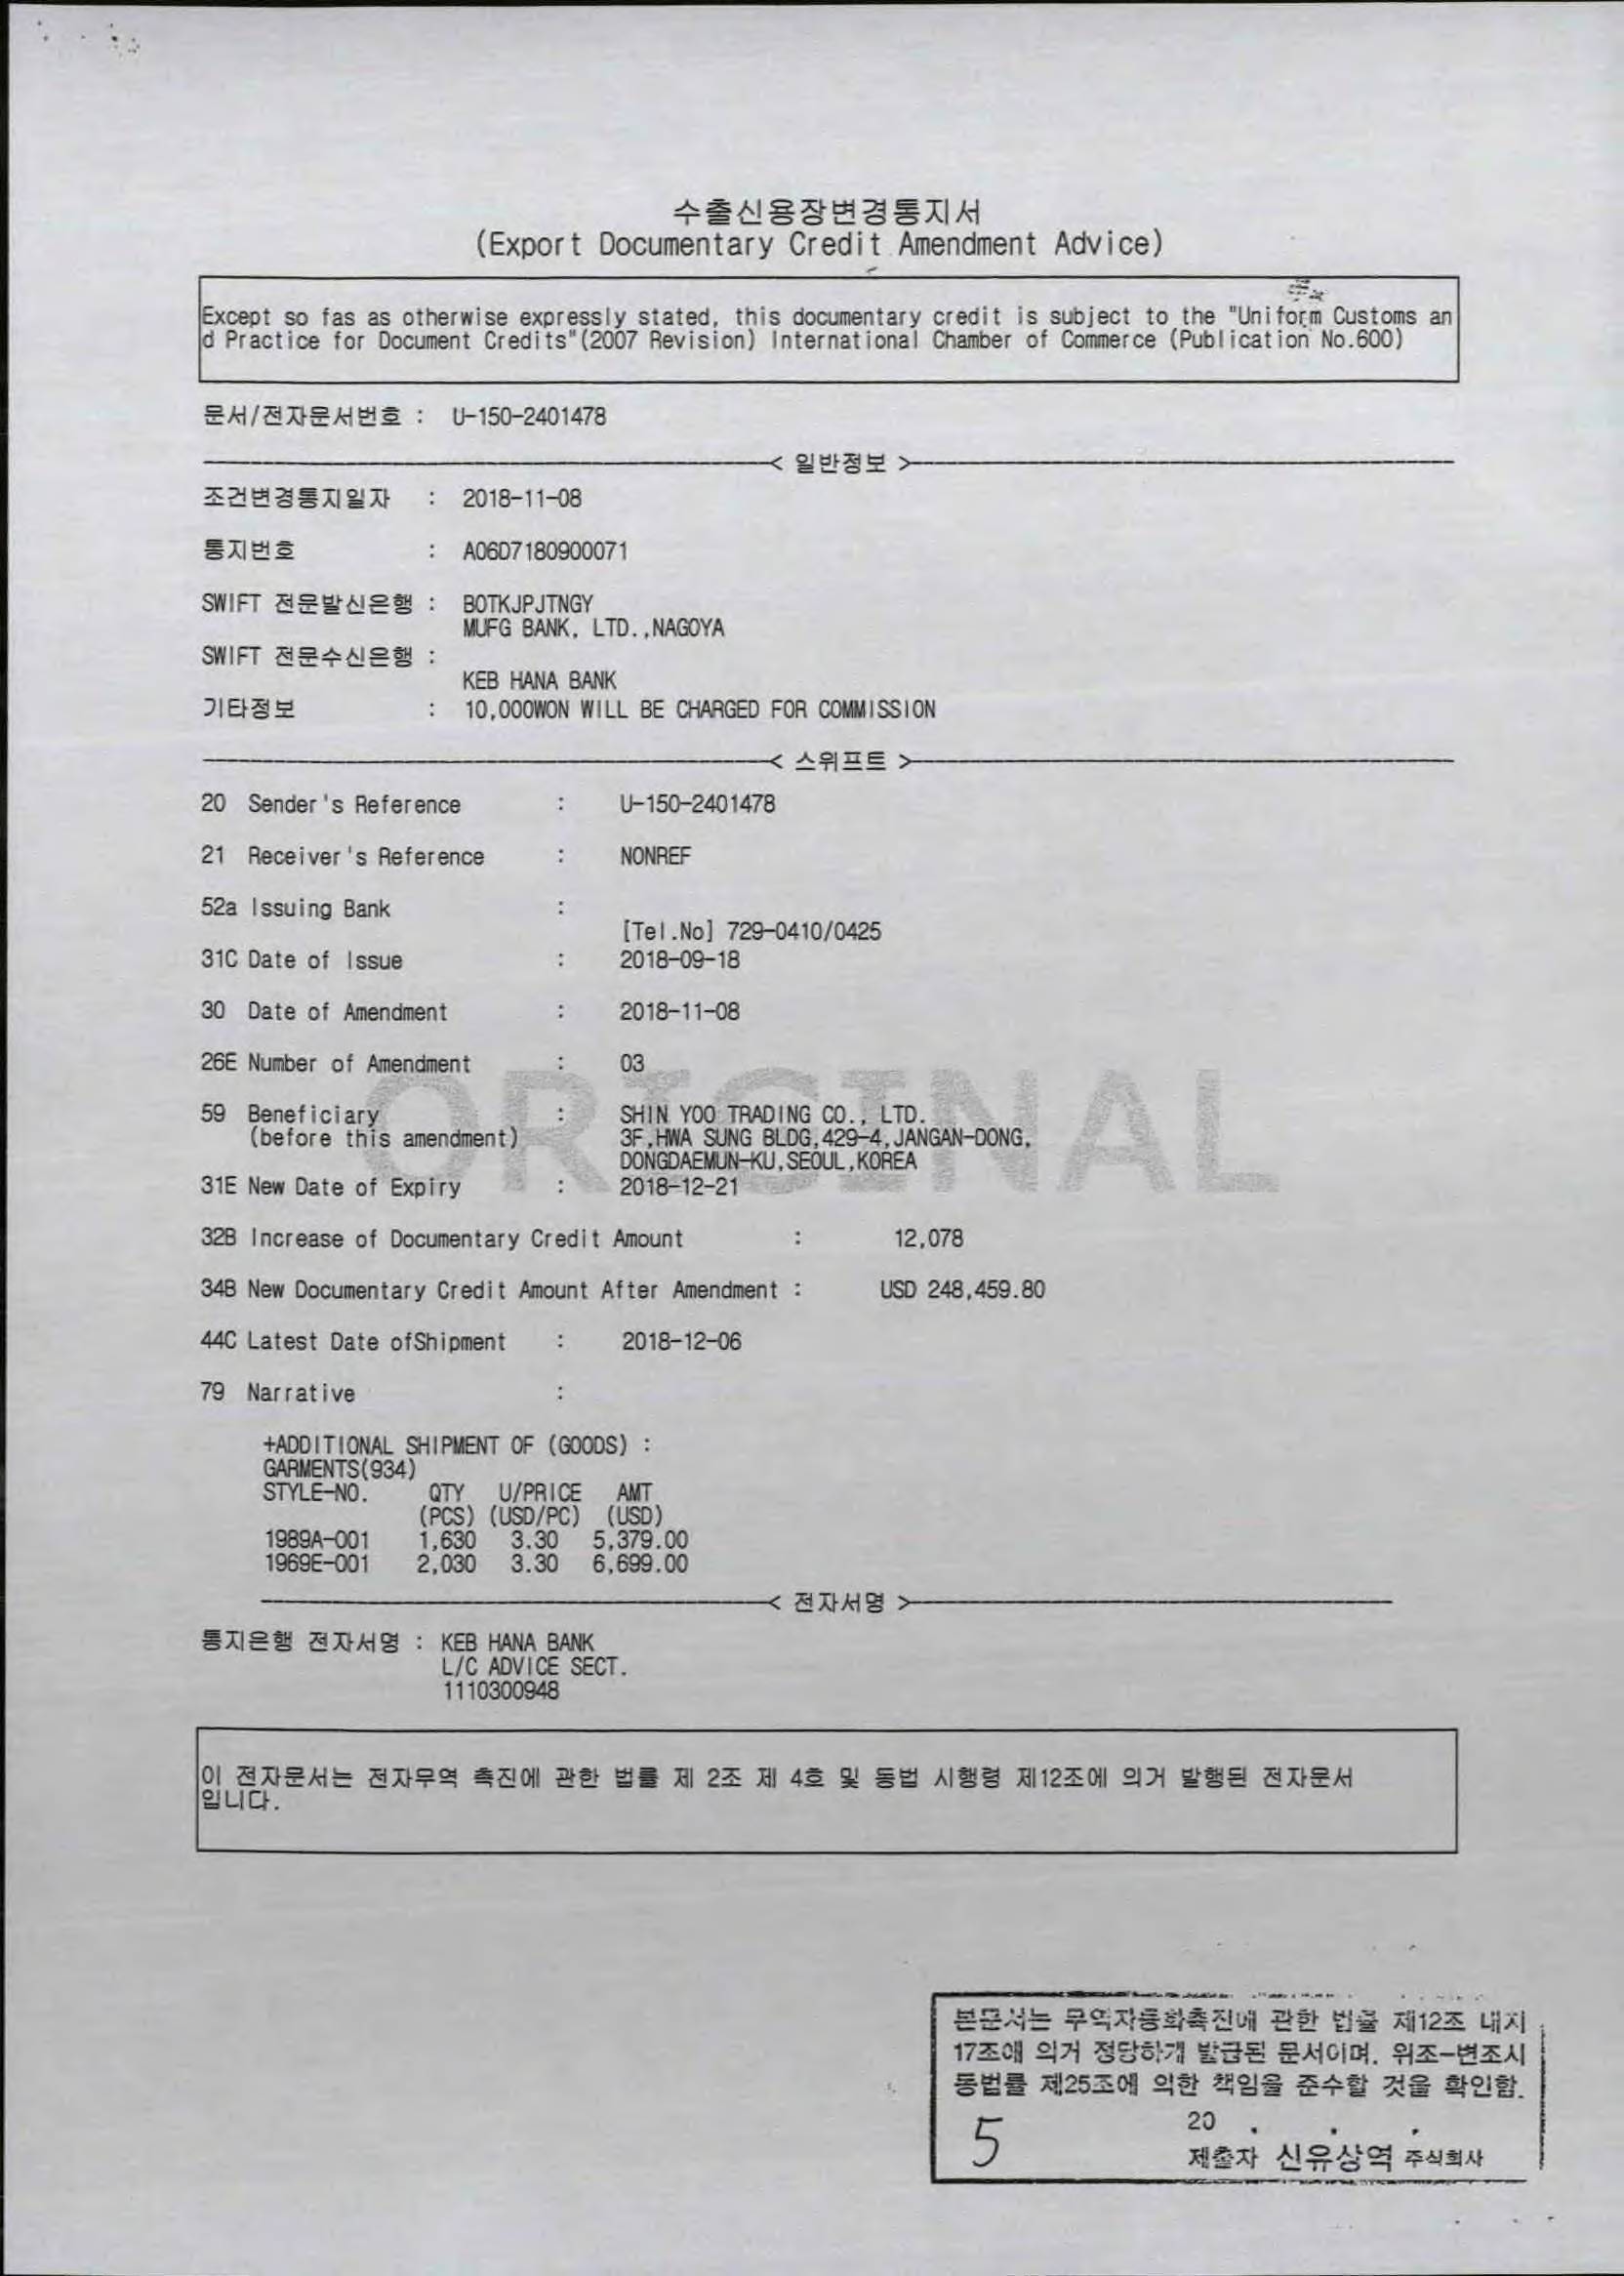 수출신용장변경통지서
(Export Documentary Credit Amendment Advice)
Except so fas as otherwise expressly stated, this documentary credit is subject to the "Uniform Customs an
d Practice for Document Credits"(2007 Revision) International Chamber of Commerce (Publication No.600)
문서/전자문서번호 : U-150-2401478
< 일반정보 >
조건변경통지일자 : 2018-11-08
통지번호 : A06D7180900071
SWIFT 전문발신은행 : BOTKJPJTNGY
MUFG BANK, LTD.,NAGOYA
SWIFT 전문수신은행 :
KEB HANA BANK
기타정보 : 10,000WON WILL BE CHARGED FOR COMMISSION
< 스위프트 >
20 Sender's Reference : U-150-2401478
21 Receiver's Reference : NONREF
52a Issuing Bank :
[Tel.No] 729-0410/0425
31C Date of Issue : 2018-09-18
30 Date of Amendment : 2018-11-08
26E Number of Amendment : 03
ORIGINAL
59 Beneficiary : SHIN YOO TRADING CO., LTD.
(before this amendment) 3F,HWA SUNG BLDG,429-4,JANGAN-DONG,
DONGDAEMUN-KU,SEOUL,KOREA
31E New Date of Expiry : 2018-12-21
32B Increase of Documentary Credit Amount : 12,078
34B New Documentary Credit Amount After Amendment : USD 248,459.80
44C Latest Date ofShipment : 2018-12-06
79 Narrative :
+ADDITIONAL SHIPMENT OF (GOODS) :
GARMENTS(934)
STYLE-NO. QTY U/PRICE AMT
(PCS) (USD/PC) (USD)
1989A-001 1,630 3.30 5,379.00
1969E-001 2,030 3.30 6,699.00
< 전자서명 >
통지은행 전자서명 : KEB HANA BANK
L/C ADVICE SECT.
1110300948
이 전자문서는 전자무역 촉진에 관한 법률 제 2조 제 4호 및 동법 시행령 제12조에 의거 발행된 전자문서
입니다.
본문서는 무역자동화촉진에 관한 법률 제12조 내지
17조에 의거 정당하게 발급된 문서이며, 위조-변조시
동법률 제25조에 의한 책임을 준수할 것을 확인함.
20 . . .
5 제출자 신유상역 주식회사